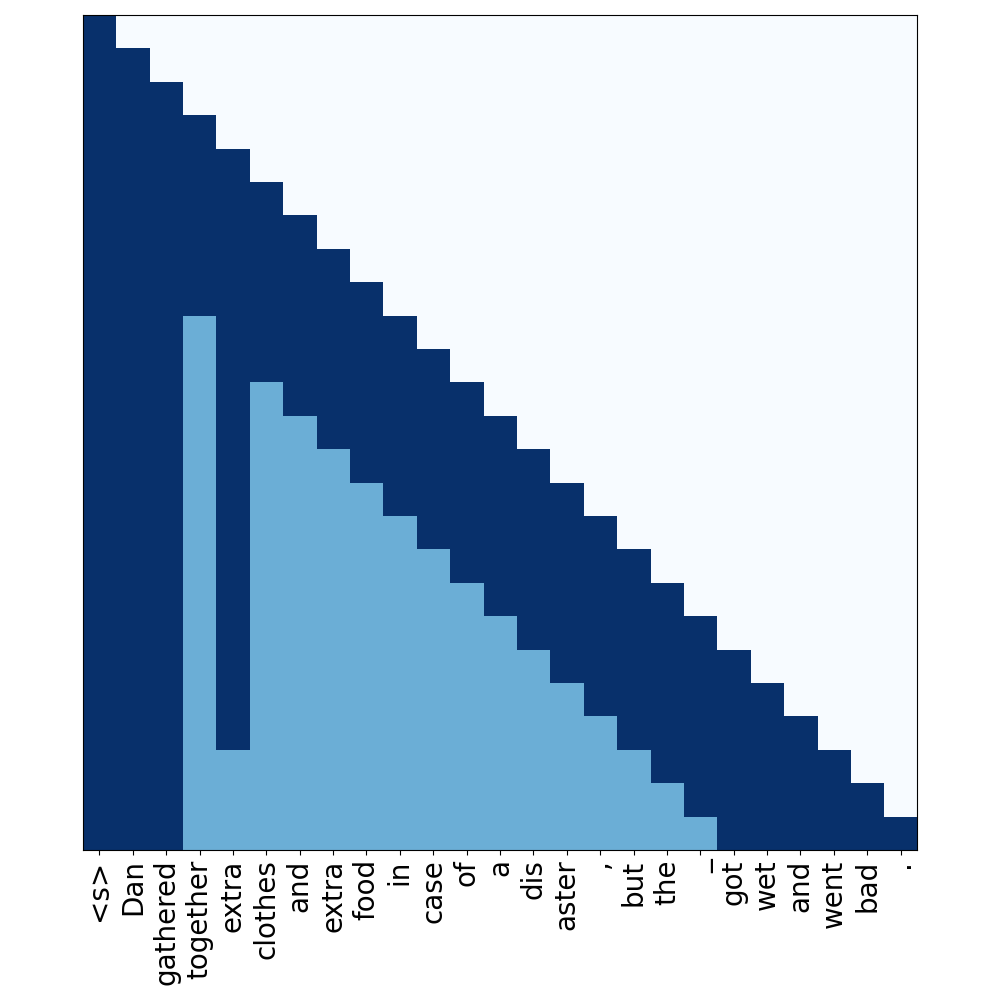 <s> Dan gathered together extra clothes and extra food in case of a dis aster , but the _ got wet and went bad .